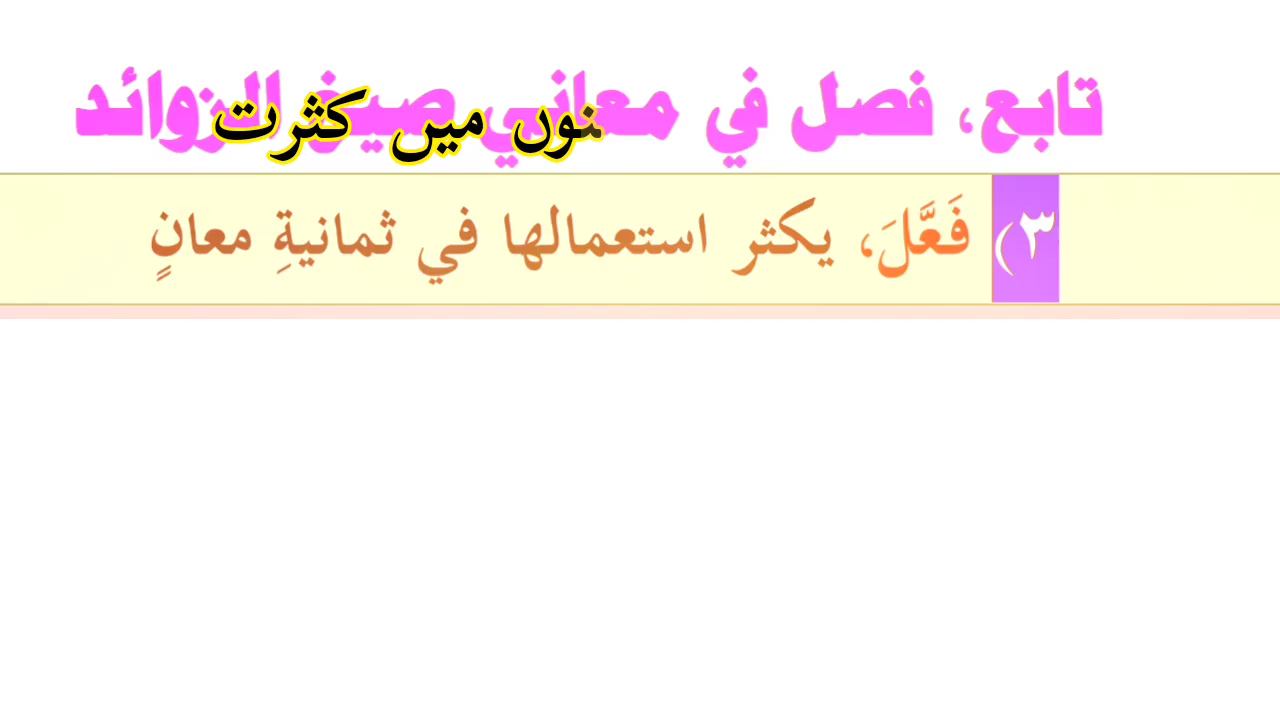 تابع، فصل في معاني صيغ الزوائد
نوں میں کثرت
٣) فَعَّلَ، يكثر استعمالها في ثمانيةِ معانٍ